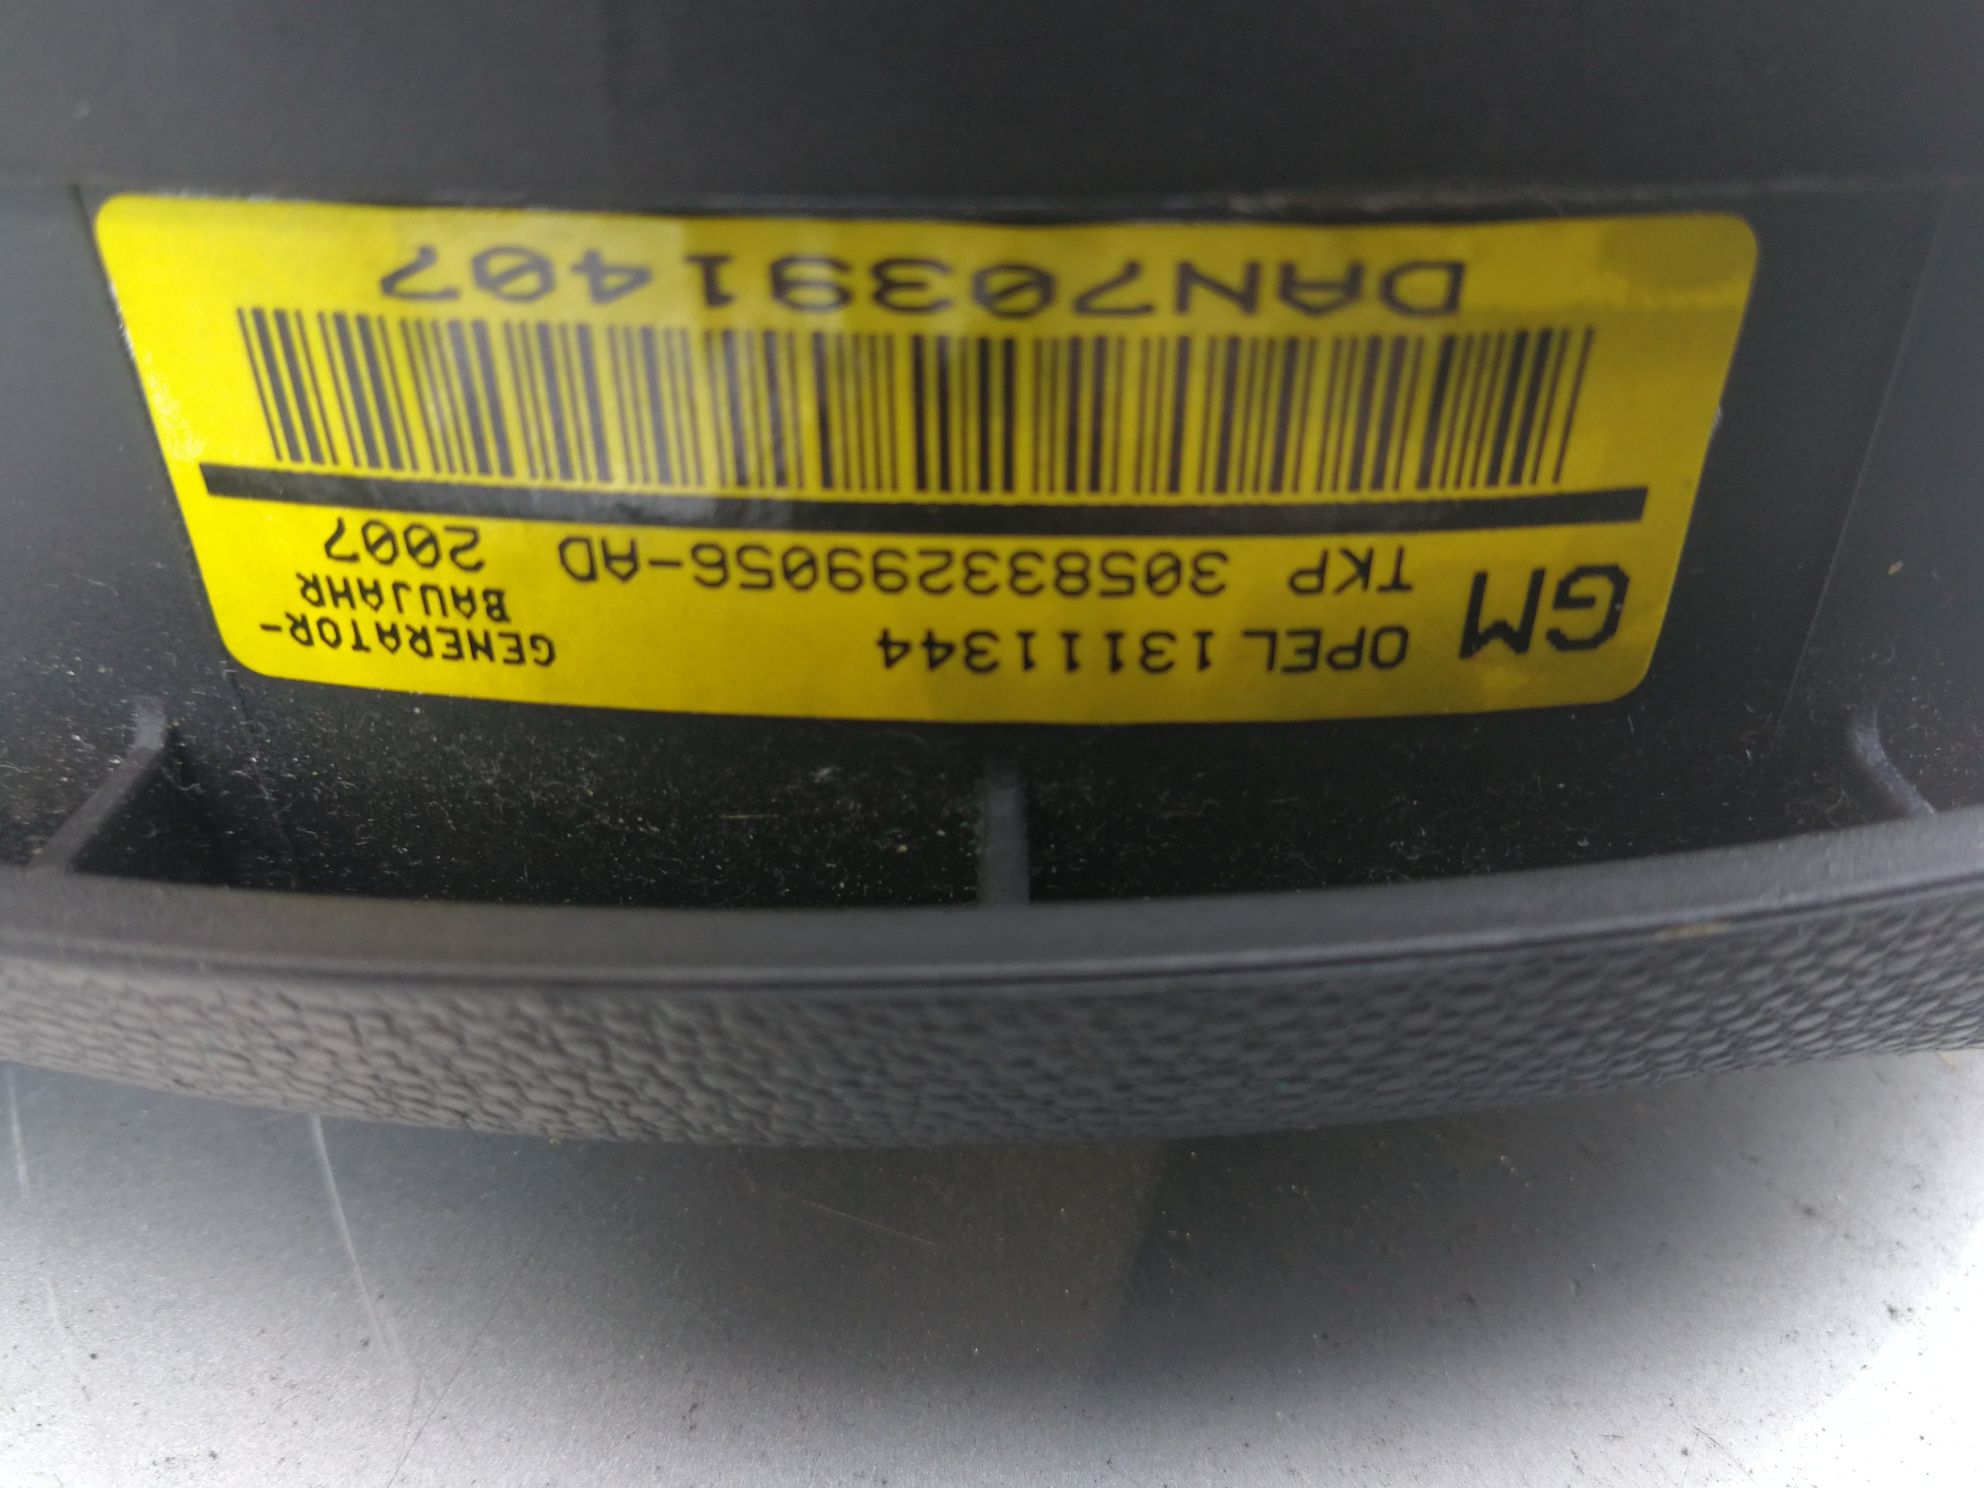 GM OPEL 13111344 GENERATOR-
BAUJAHR
TKP 305833299056-AD 2007
DAN70391407